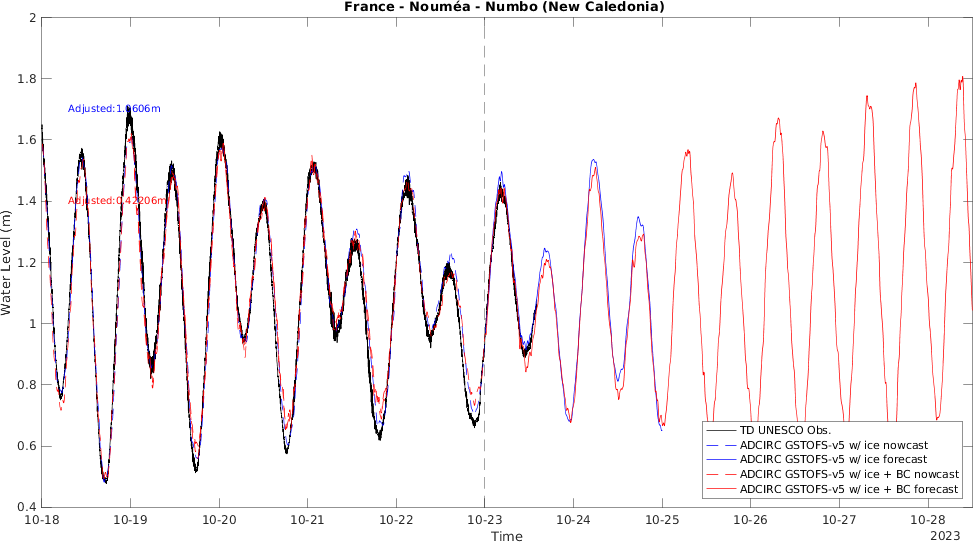 France - Nouméa - Numbo (New Caledonia)
2
1.8
1.6
1.4
1.2
1
0.8
0.6
0.4
Water Level (m)
Adjusted:1.0606m
Adjusted:0.42206m
TD UNESCO Obs.
ADCIRC GSTOFS-v5 w/ ice nowcast
ADCIRC GSTOFS-v5 w/ ice forecast
ADCIRC GSTOFS-v5 w/ ice + BC nowcast
ADCIRC GSTOFS-v5 w/ ice + BC forecast
10-18 10-19 10-20 10-21 10-22 10-23 10-24 10-25 10-26 10-27 10-28
Time
2023